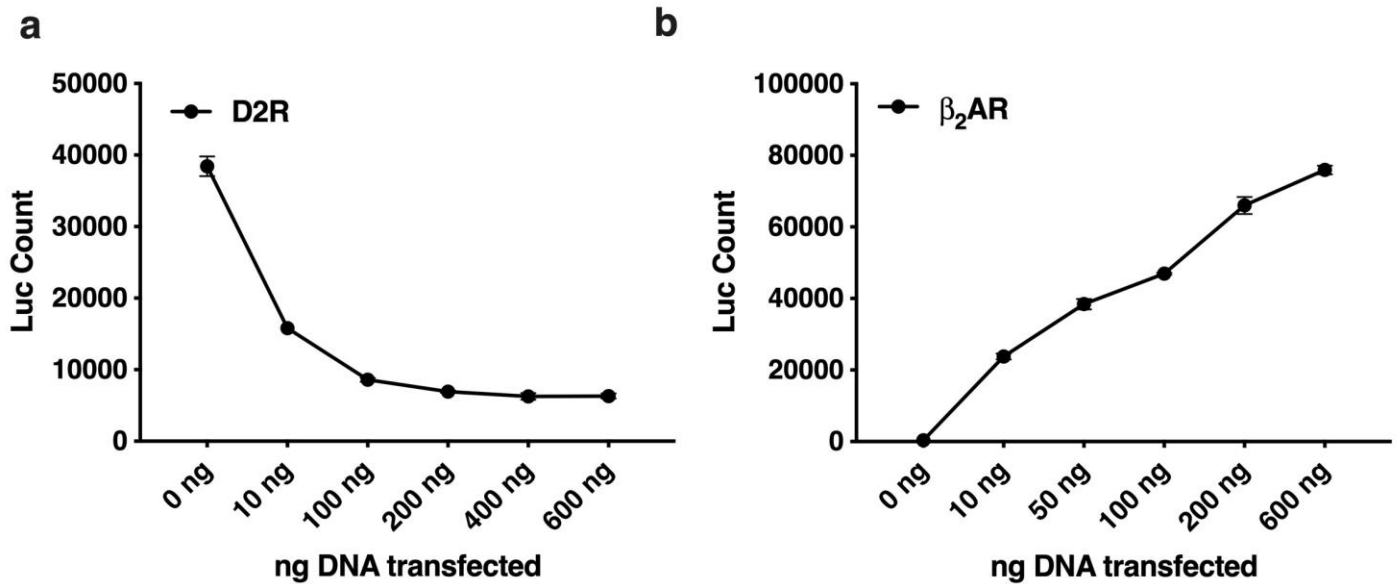 a
50000
40000
30000
20000
10000
0
Luc Count
D2R
0 ng
10 ng
100 ng
200 ng
400 ng
600 ng
ng DNA transfected
b
100000
80000
60000
40000
20000
0
Luc Count
β₂AR
0 ng
10 ng
50 ng
100 ng
200 ng
600 ng
ng DNA transfected